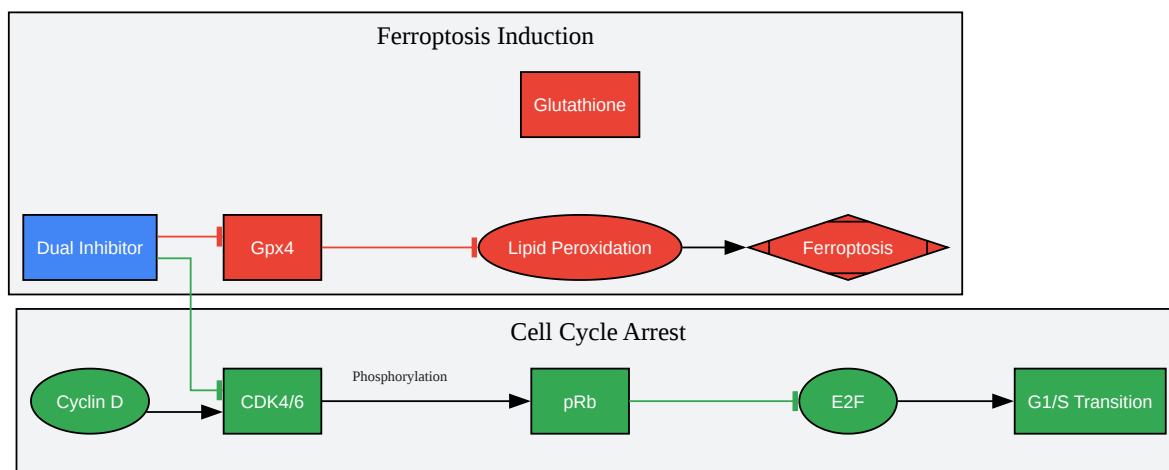 Ferroptosis Induction
Glutathione
Dual Inhibitor
Gpx4
Lipid Peroxidation
Ferroptosis
Cell Cycle Arrest
Cyclin D
CDK4/6
Phosphorylation
pRb
E2F
G1/S Transition